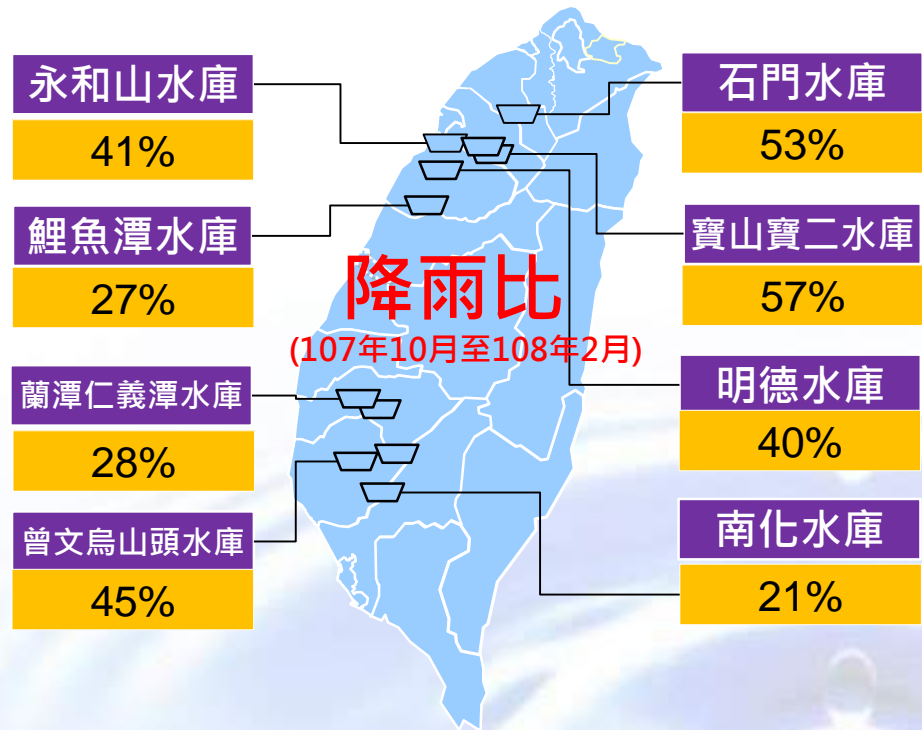 永和山水庫
41%
鯉魚潭水庫
27%
蘭潭仁義潭水庫
28%
曾文烏山頭水庫
45%
降雨比
(107年10月至108年2月)
石門水庫
53%
寶山寶二水庫
57%
明德水庫
40%
南化水庫
21%